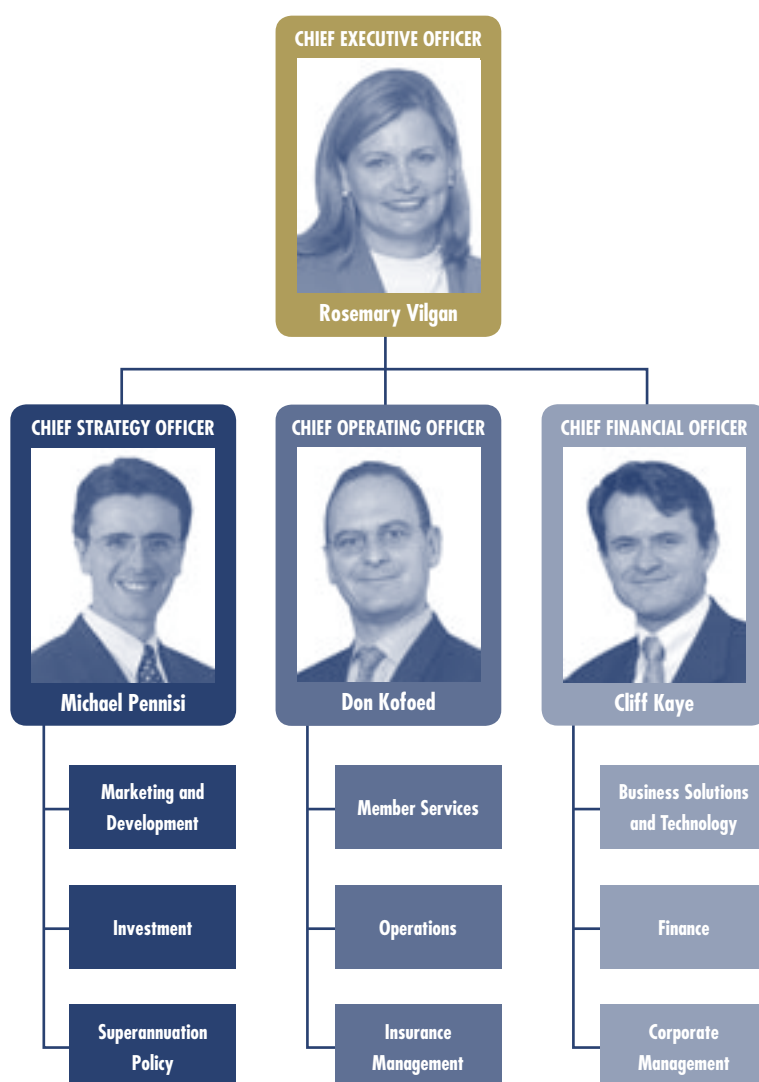 CHIEF EXECUTIVE OFFICER
Rosemary Vilgan
CHIEF STRATEGY OFFICER
Michael Pennisi
CHIEF OPERATING OFFICER
Don Kofoed
CHIEF FINANCIAL OFFICER
Cliff Kaye
Marketing and
Development
Investment
Superannuation
Policy
Member Services
Operations
Insurance
Management
Business Solutions
and Technology
Finance
Corporate
Management